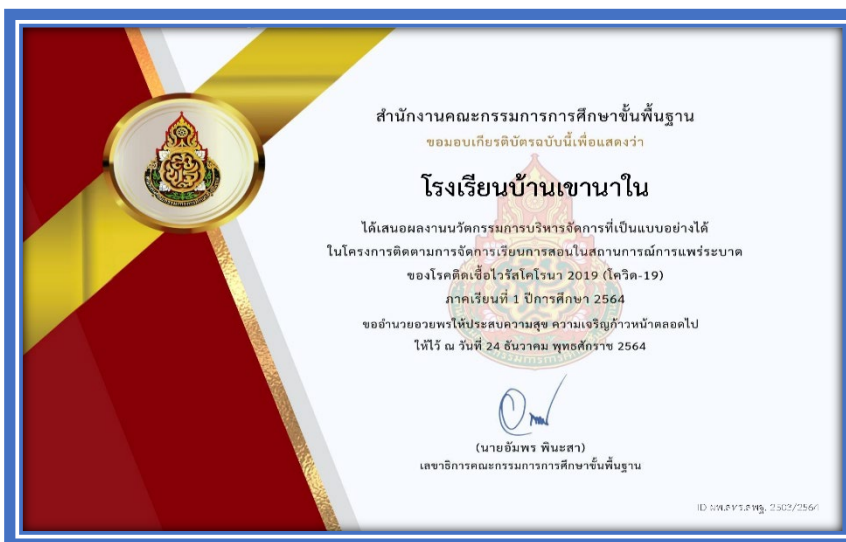 สำนักงานคณะกรรมการการศึกษาขั้นพื้นฐาน
ขอมอบเกียรติบัตรฉบับนี้เพื่อแสดงว่า
โรงเรียนบ้านเขานาใน
ได้เสนอผลงานนวัตกรรมการบริหารจัดการที่เป็นแบบอย่างได้
ในโครงการติดตามการจัดการเรียนการสอนในสถานการณ์การแพร่ระบาด
ของโรคติดเชื้อไวรัสโคโรนา 2019 (โควิด-19)
ภาคเรียนที่ 1 ปีการศึกษา 2564
ขออำนวยอวยพรให้ประสบความสุข ความเจริญก้าวหน้าตลอดไป
ให้ไว้ ณ วันที่ 24 ธันวาคม พุทธศักราช 2564
(นายอัมพร พินะสา)
เลขาธิการคณะกรรมการการศึกษาขั้นพื้นฐาน
ID 2503/2564